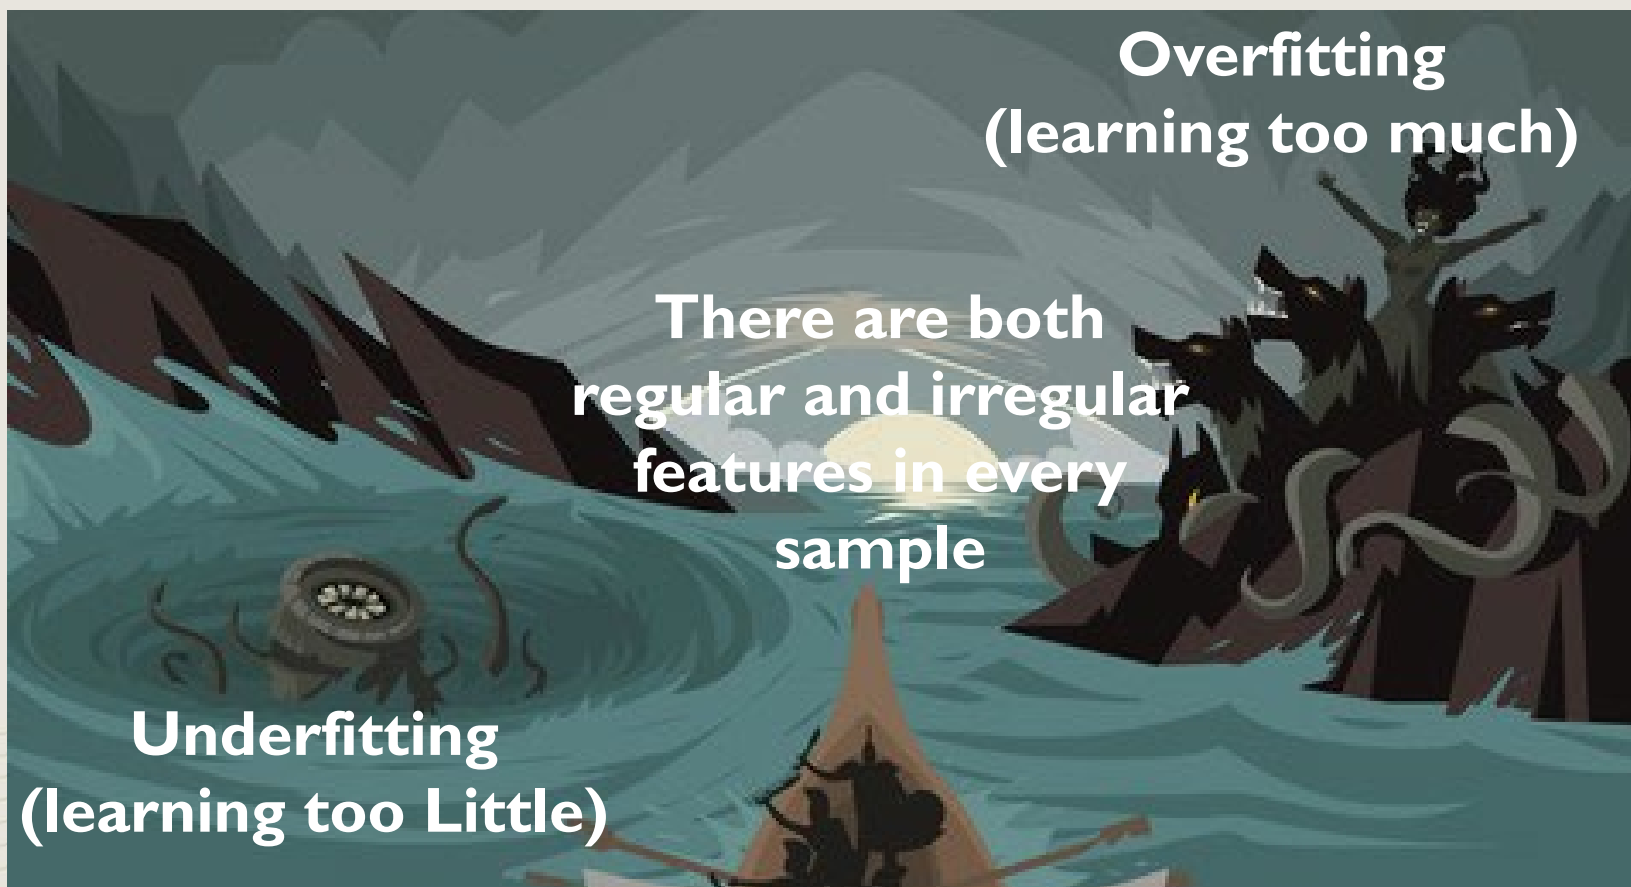 Overfitting
(learning too much)
There are both
regular and irregular
features in every
sample
Underfitting
(learning too Little)